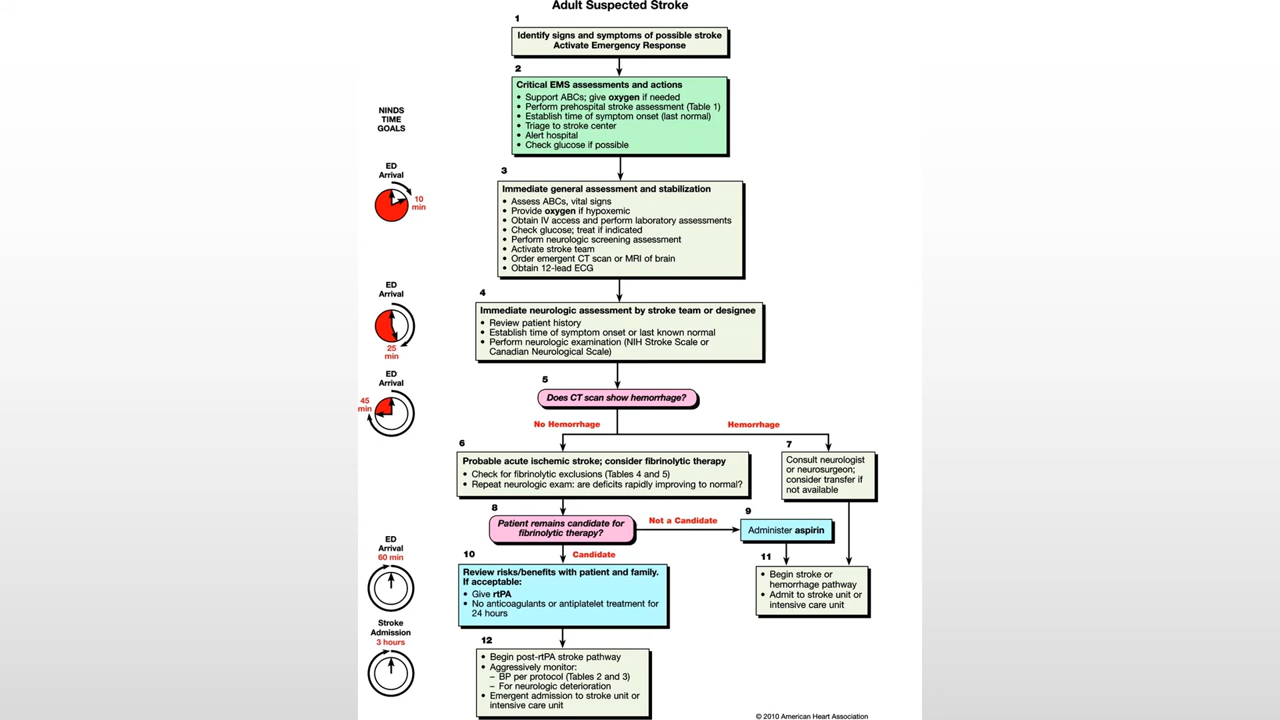 Adult Suspected Stroke
1
Identify signs and symptoms of possible stroke
Activate Emergency Response
2
Critical EMS assessments and actions
• Support ABCs; give oxygen if needed
• Perform prehospital stroke assessment (Table 1)
• Establish time of symptom onset (last normal)
• Triage to stroke center
• Alert hospital
• Check glucose if possible
NINDS
TIME
GOALS
ED
Arrival
10
min
3
Immediate general assessment and stabilization
• Assess ABCs, vital signs
• Provide oxygen if hypoxemic
• Obtain IV access and perform laboratory assessments
• Check glucose; treat if indicated
• Perform neurologic screening assessment
• Activate stroke team
• Order emergent CT scan or MRI of brain
• Obtain 12-lead ECG
ED
Arrival
25
min
4
Immediate neurologic assessment by stroke team or designee
• Review patient history
• Establish time of symptom onset or last known normal
• Perform neurologic examination (NIH Stroke Scale or
Canadian Neurological Scale)
ED
Arrival
45
min
5
Does CT scan show hemorrhage?
No Hemorrhage
Hemorrhage
6
Probable acute ischemic stroke; consider fibrinolytic therapy
• Check for fibrinolytic exclusions (Tables 4 and 5)
• Repeat neurologic exam: are deficits rapidly improving to normal?
7
Consult neurologist
or neurosurgeon;
consider transfer if
not available
8
Patient remains candidate for
fibrinolytic therapy?
Not a Candidate
9
Administer aspirin
Candidate
ED
Arrival
60 min
10
Review risks/benefits with patient and family.
If acceptable:
• Give rtPA
• No anticoagulants or antiplatelet treatment for
24 hours
11
• Begin stroke or
hemorrhage pathway
• Admit to stroke unit or
intensive care unit
Stroke
Admission
3 hours
12
• Begin post-rtPA stroke pathway
• Aggressively monitor:
– BP per protocol (Tables 2 and 3)
– For neurologic deterioration
• Emergent admission to stroke unit or
intensive care unit
© 2010 American Heart Association